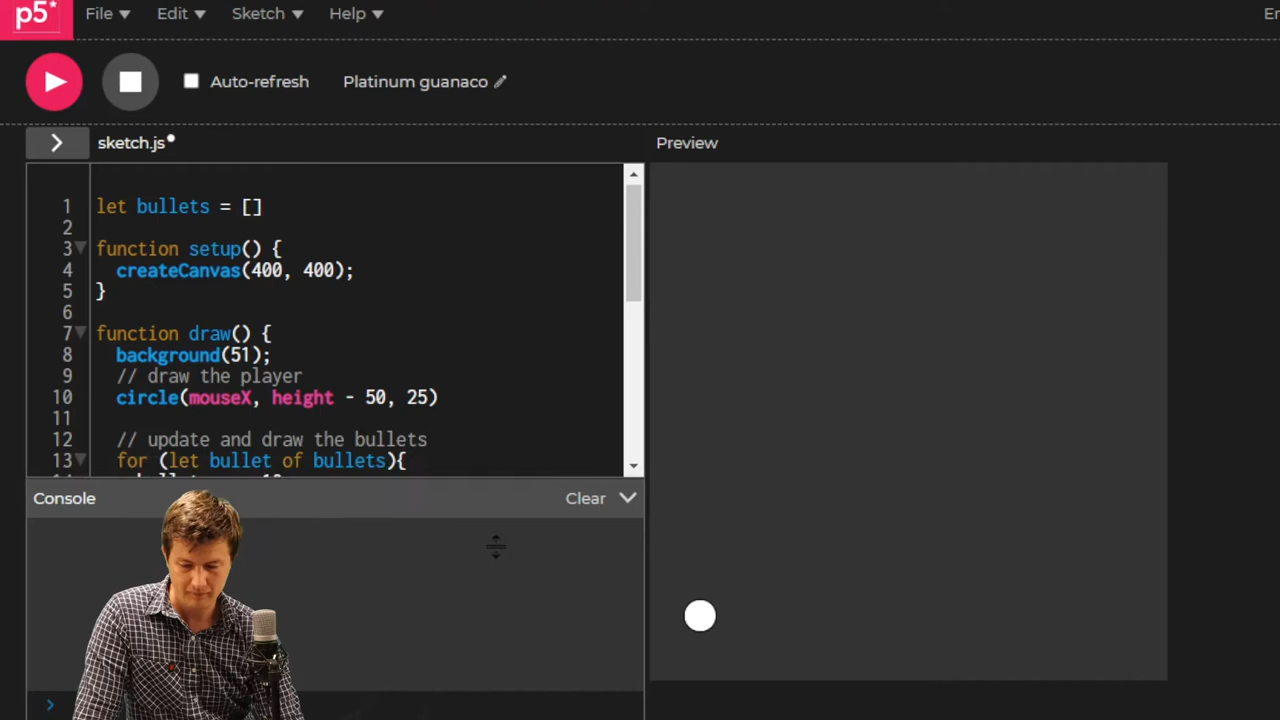 p5*
File Edit Sketch Help
Auto-refresh Platinum guanaco
sketch.js
Preview
1 let bullets = []
2
3 function setup() {
4 createCanvas(400, 400);
5 }
6
7 function draw() {
8 background(51);
9 // draw the player
10 circle(mouseX, height - 50, 25)
11
12 // update and draw the bullets
13 for (let bullet of bullets){
Console Clear